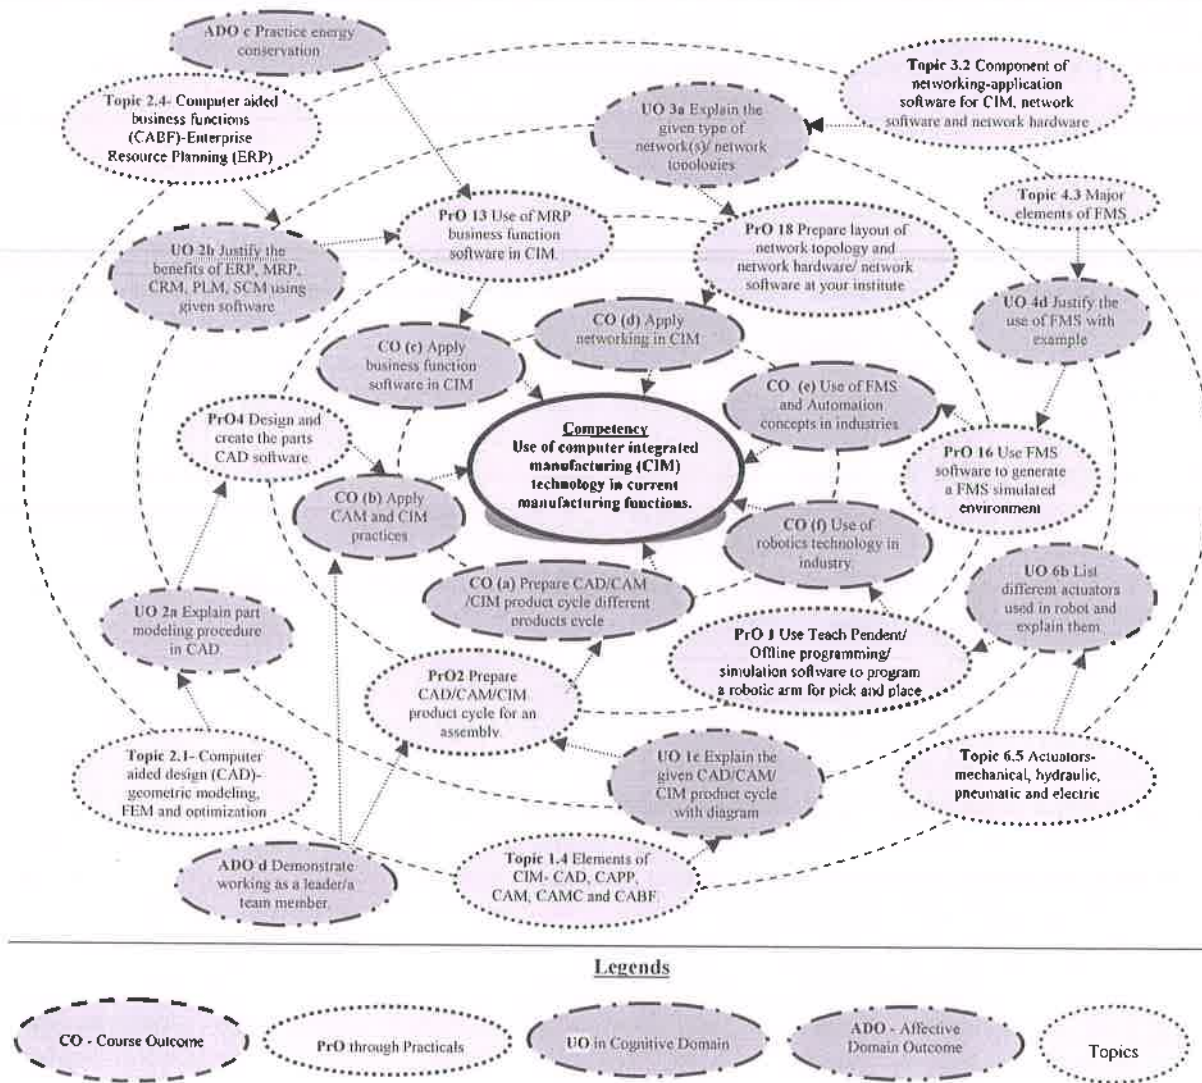 ADO c Practice energy
conservation
Topic 2.4- Computer aided
business functions
(CABF)-Enterprise
Resource Planning (ERP)
UO 3a Explain the
given type of
network(s)/ network
topologies
Topic 3.2 Component of
networking-application
software for CIM, network
software and network hardware
Topic 4.3 Major
elements of FMS
PrO 13 Use of MRP
business function
software in CIM.
PrO 18 Prepare layout of
network topology and
network hardware/ network
software at your institute
UO 2h Justify the
benefits of ERP, MRP,
CRM, PLM, SCM using
given software
UO 4d Justify the
use of FMS with
example
CO (c) Apply
business function
software in CIM
CO (d) Apply
networking in CIM
CO (e) Use of FMS
and Automation
concepts in industries
PrO4 Design and
create the parts
CAD software.
Competency
Use of computer integrated
manufacturing (CIM)
technology in current
manufacturing functions.
PrO 16 Use FMS
software to generate
a FMS simulated
environment
CO (b) Apply
CAM and CIM
practices
CO (f) Use of
robotics technology in
industry.
CO (a) Prepare CAD/CAM
/CIM product cycle different
products cycle
UO 6b List
different actuators
used in robot and
explain them.
UO 2a Explain part
modeling procedure
in CAD.
PrO 1 Use Teach Pendent/
Offline programming/
simulation software to program
a robotic arm for pick and place
PrO2 Prepare
CAD/CAM/CIM
product cycle for an
assembly.
Topic 2.1- Computer
aided design (CAD)-
geometric modeling,
FEM and optimization
UO 1c Explain the
given CAD/CAM/
CIM product cycle
with diagram
Topic 6.5 Actuators-
mechanical, hydraulic,
pneumatic and electric
ADO d Demonstrate
working as a leader/a
team member.
Topic 1.4 Elements of
CIM- CAD, CAPP,
CAM, CAMC and CABF.
Legends
CO - Course Outcome
PrO through Practicals
UO in Cognitive Domain
ADO - Affective
Domain Outcome
Topics